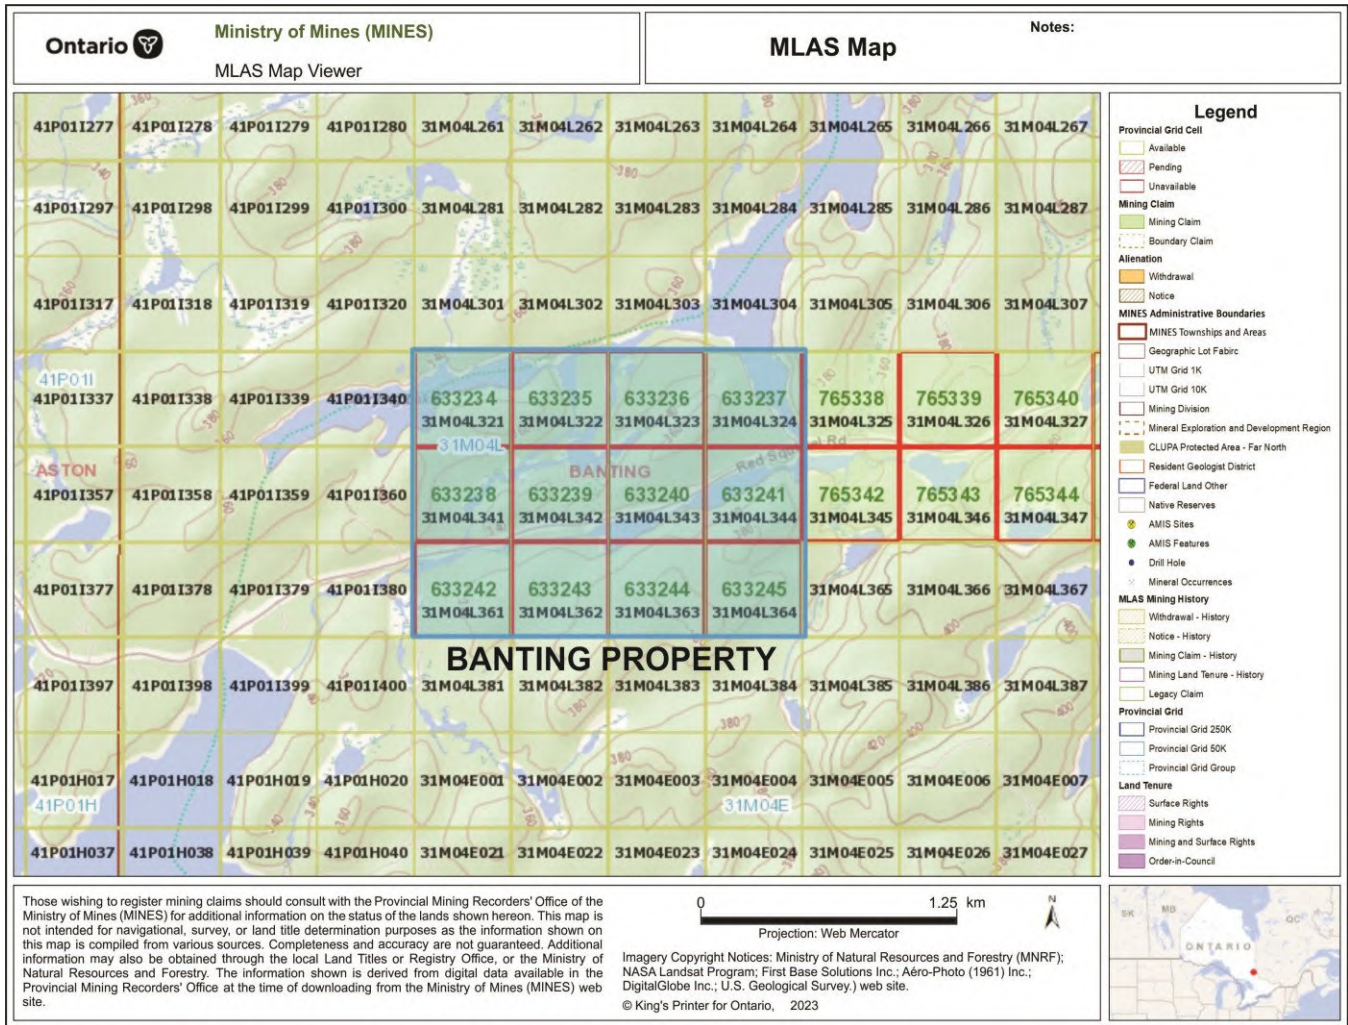 Ontario
Ministry of Mines (MINES)
MLAS Map Viewer
MLAS Map
Notes:
41P01I277 41P01I278 41P01I279 41P01I280 31M04L261 31M04L262 31M04L263 31M04L264 31M04L265 31M04L266 31M04L267
41P01I297 41P01I298 41P01I299 41P01I300 31M04L281 31M04L282 31M04L283 31M04L284 31M04L285 31M04L286 31M04L287
41P01I317 41P01I318 41P01I319 41P01I320 31M04L301 31M04L302 31M04L303 31M04L304 31M04L305 31M04L306 31M04L307
41P01I
633234 633235 633236 633237 765338 765339 765340
41P01I337 41P01I338 41P01I339 41P01I340 31M04L321 31M04L322 31M04L323 31M04L324 31M04L325 31M04L326 31M04L327
31M04L
ASTON BANTING
633238 633239 633240 633241 765342 765343 765344
41P01I357 41P01I358 41P01I359 41P01I360 31M04L341 31M04L342 31M04L343 31M04L344 31M04L345 31M04L346 31M04L347
633242 633243 633244 633245
41P01I377 41P01I378 41P01I379 41P01I380 31M04L361 31M04L362 31M04L363 31M04L364 31M04L365 31M04L366 31M04L367
BANTING PROPERTY
41P01I397 41P01I398 41P01I399 41P01I400 31M04L381 31M04L382 31M04L383 31M04L384 31M04L385 31M04L386 31M04L387
41P01H017 41P01H018 41P01H019 41P01H020 31M04E001 31M04E002 31M04E003 31M04E004 31M04E005 31M04E006 31M04E007
41P01H 31M04E
41P01H037 41P01H038 41P01H039 41P01H040 31M04E021 31M04E022 31M04E023 31M04E024 31M04E025 31M04E026 31M04E027
Legend
Provincial Grid Cell
Available
Pending
Unavailable
Mining Claim
Mining Claim
Boundary Claim
Alienation
Withdrawal
Notice
MINES Administrative Boundaries
MINES Townships and Areas
Geographic Lot Fabirc
UTM Grid 1K
UTM Grid 10K
Mining Division
Mineral Exploration and Development Region
CLUPA Protected Area - Far North
Resident Geologist District
Federal Land Other
Native Reserves
AMIS Sites
AMIS Features
Drill Hole
Mineral Occurrences
MLAS Mining History
Withdrawal - History
Notice - History
Mining Claim - History
Mining Land Tenure - History
Legacy Claim
Provincial Grid
Provincial Grid 250K
Provincial Grid 50K
Provincial Grid Group
Land Tenure
Surface Rights
Mining Rights
Mining and Surface Rights
Order-in-Council
Those wishing to register mining claims should consult with the Provincial Mining Recorders' Office of the
Ministry of Mines (MINES) for additional information on the status of the lands shown hereon. This map is
not intended for navigational, survey, or land title determination purposes as the information shown on
this map is compiled from various sources. Completeness and accuracy are not guaranteed. Additional
information may also be obtained through the local Land Titles or Registry Office, or the Ministry of
Natural Resources and Forestry. The information shown is derived from digital data available in the
Provincial Mining Recorders' Office at the time of downloading from the Ministry of Mines (MINES) web
site.
0 1.25 km
N
Projection: Web Mercator
Imagery Copyright Notices: Ministry of Natural Resources and Forestry (MNRF);
NASA Landsat Program; First Base Solutions Inc.; Aéro-Photo (1961) Inc.;
DigitalGlobe Inc.; U.S. Geological Survey.) web site.
© King's Printer for Ontario, 2023
SK MB QC
ONTARIO